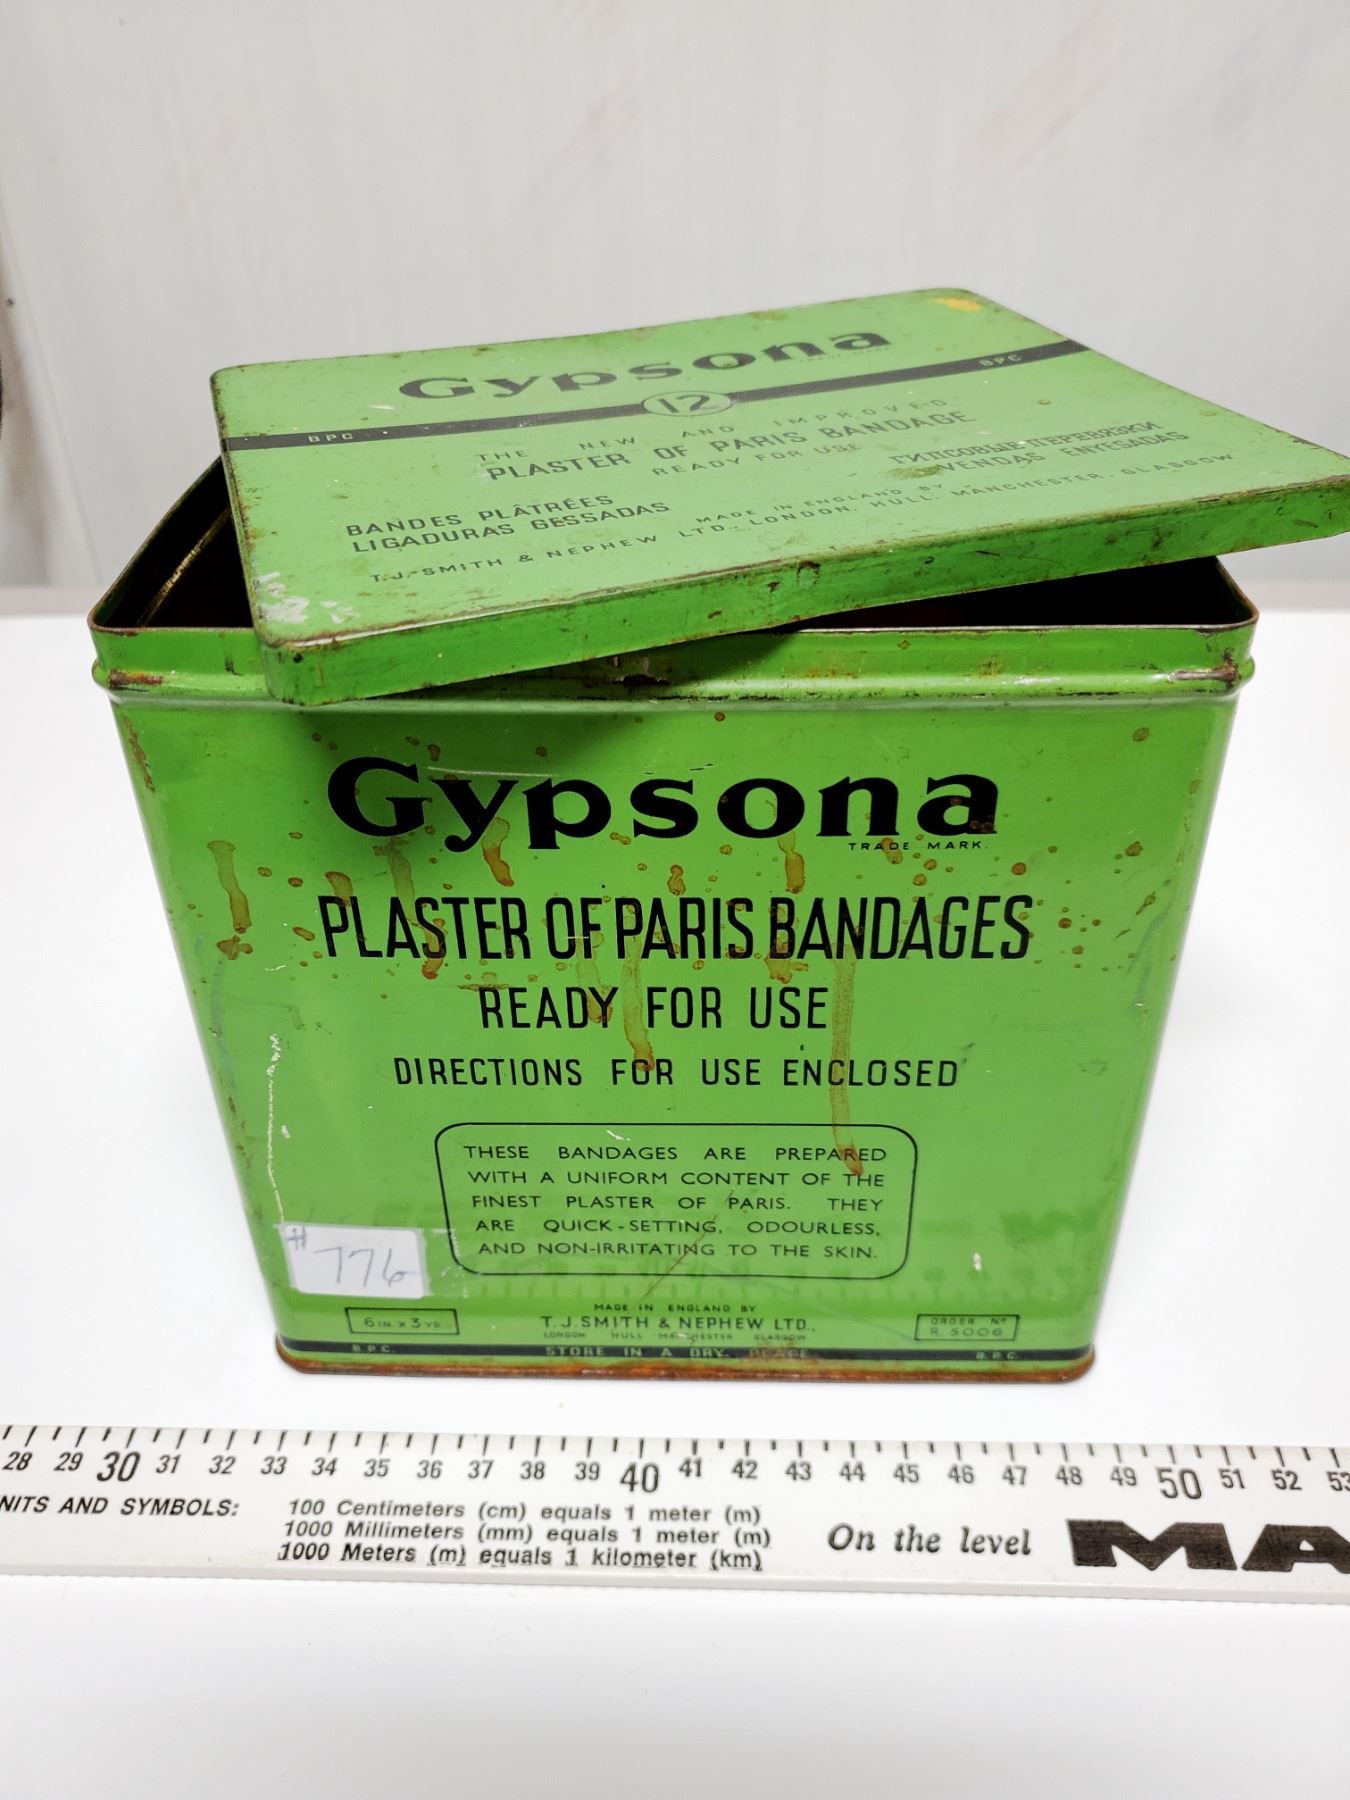 Gypsona
BPC 12 BPC
THE NEW AND IMPROVED
PLASTER OF PARIS BANDAGE
READY FOR USE
BANDES PLÂTRÉES
LIGADURAS GESSADAS
ГИПСОВЫЕ ПЕРЕВЯЗКИ
VENDAS ENYESADAS
MADE IN ENGLAND BY
T.J. SMITH & NEPHEW LTD., LONDON, HULL, MANCHESTER, GLASGOW
Gypsona
TRADE MARK.
PLASTER OF PARIS BANDAGES
READY FOR USE
DIRECTIONS FOR USE ENCLOSED
THESE BANDAGES ARE PREPARED
WITH A UNIFORM CONTENT OF THE
FINEST PLASTER OF PARIS. THEY
ARE QUICK-SETTING, ODOURLESS,
AND NON-IRRITATING TO THE SKIN.
# 776
6 IN. x 3 YD.
MADE IN ENGLAND BY
T.J. SMITH & NEPHEW LTD.,
LONDON HULL MANCHESTER GLASGOW
ORDER No
R. 5006
B.P.C. STORE IN A DRY. PLACE B.P.C.
28 29 30 31 32 33 34 35 36 37 38 39 40 41 42 43 44 45 46 47 48 49 50 51 52 53
NITS AND SYMBOLS:
100 Centimeters (cm) equals 1 meter (m)
1000 Millimeters (mm) equals 1 meter (m)
1000 Meters (m) equals 1 kilometer (km)
On the level
MA